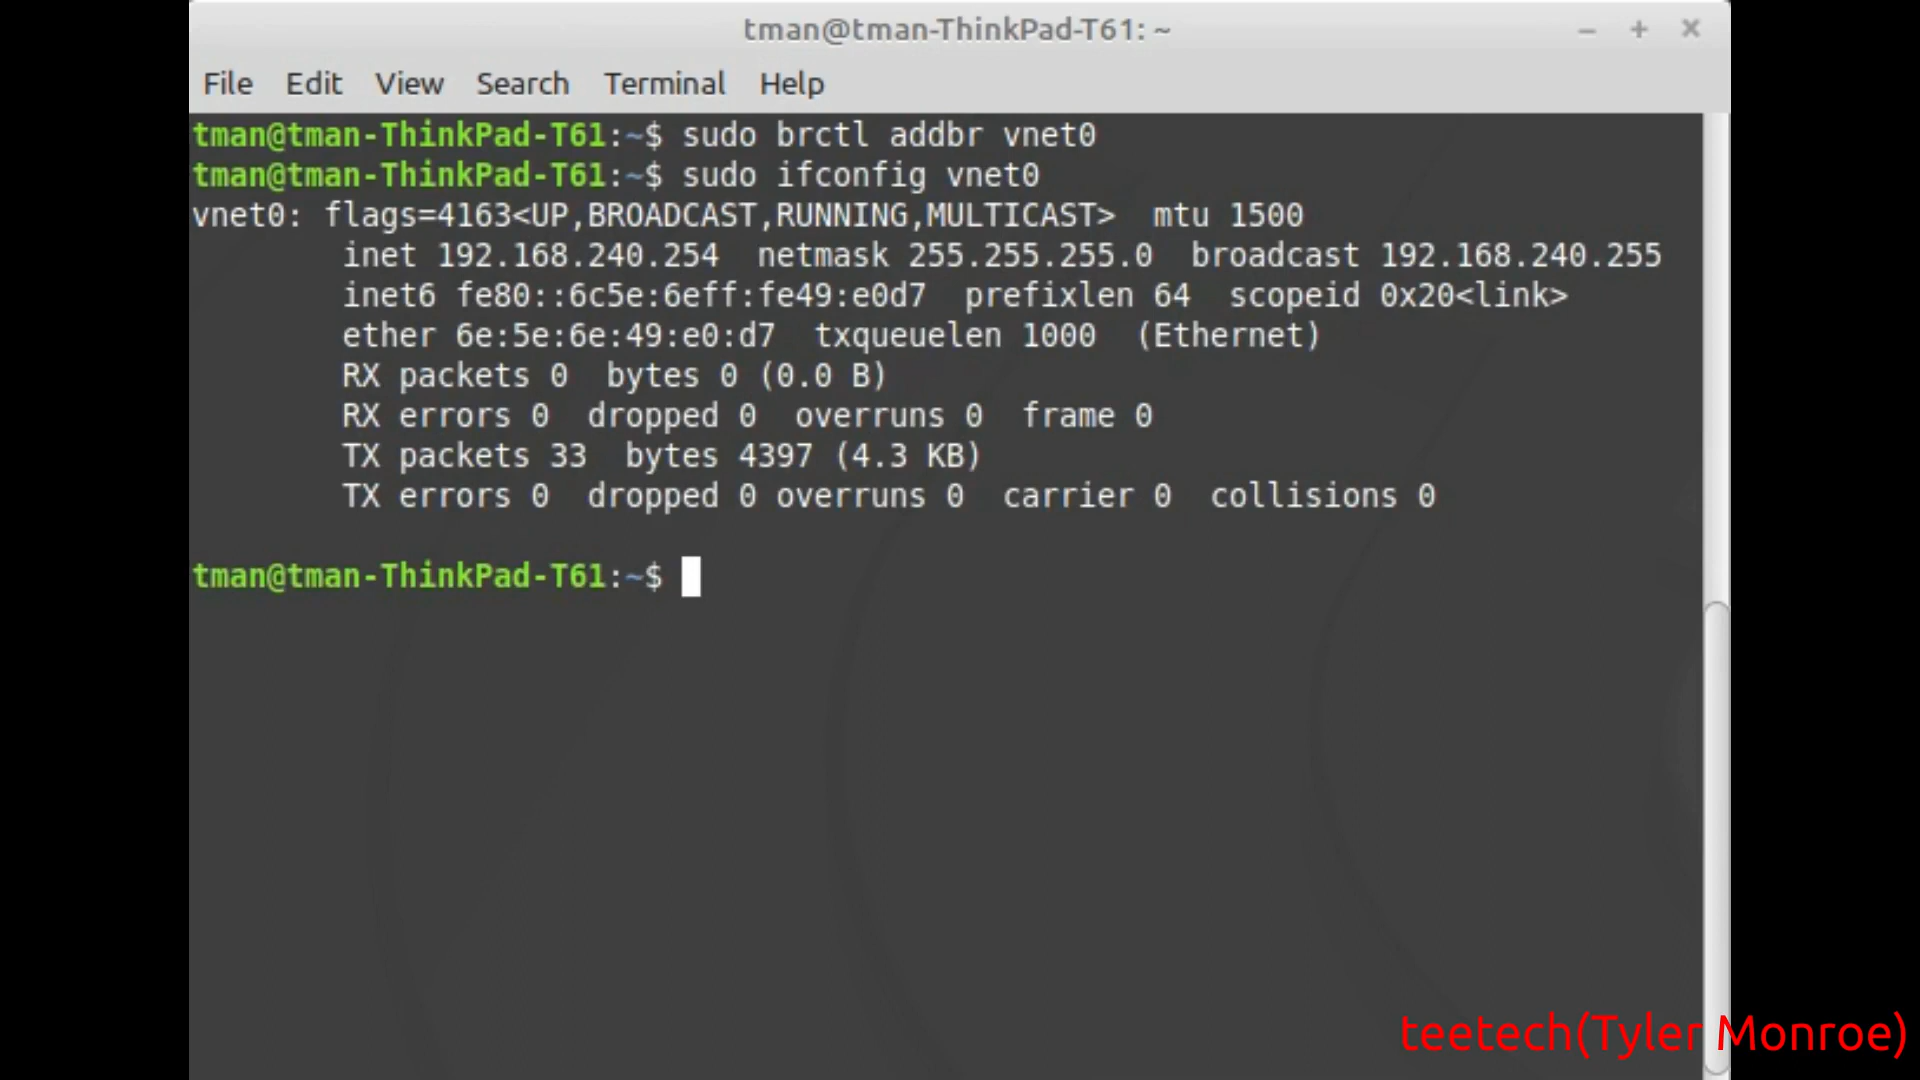 tman@tman-ThinkPad-T61: ~
File Edit View Search Terminal Help
tman@tman-ThinkPad-T61:~$ sudo brctl addbr vnet0
tman@tman-ThinkPad-T61:~$ sudo ifconfig vnet0
vnet0: flags=4163<UP,BROADCAST,RUNNING,MULTICAST>  mtu 1500
        inet 192.168.240.254  netmask 255.255.255.0  broadcast 192.168.240.255
        inet6 fe80::6c5e:6eff:fe49:e0d7  prefixlen 64  scopeid 0x20<link>
        ether 6e:5e:6e:49:e0:d7  txqueuelen 1000  (Ethernet)
        RX packets 0  bytes 0 (0.0 B)
        RX errors 0  dropped 0  overruns 0  frame 0
        TX packets 33  bytes 4397 (4.3 KB)
        TX errors 0  dropped 0 overruns 0  carrier 0  collisions 0
tman@tman-ThinkPad-T61:~$
teetech(Tyler Monroe)